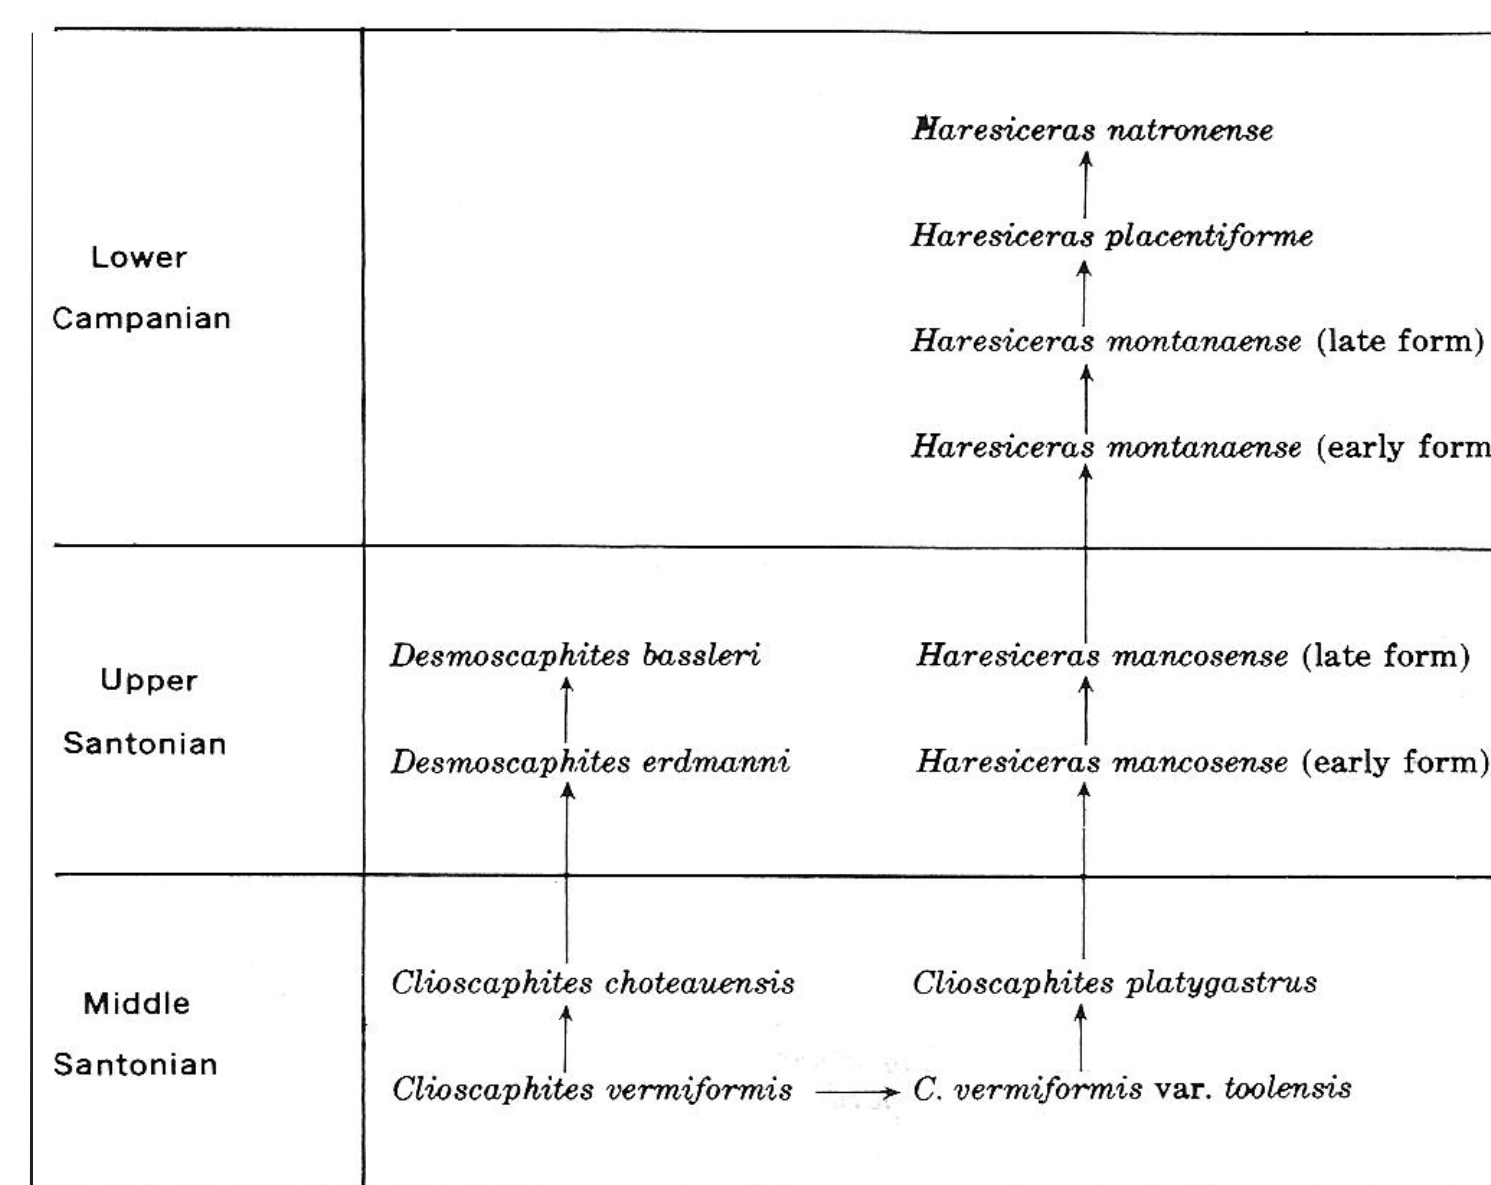 Haresiceras natronense
Haresiceras placentiforme
Lower
Campanian
Haresiceras montanaense (late form)
Haresiceras montanaense (early form
Desmoscaphites bassleri
Haresiceras mancosense (late form)
Upper
Santonian
Desmoscaphites erdmanni
Haresiceras mancosense (early form)
Clioscaphites choteauensis
Clioscaphites platygastrus
Middle
Santonian
Clioscaphites vermiformis
C. vermiformis var. toolensis